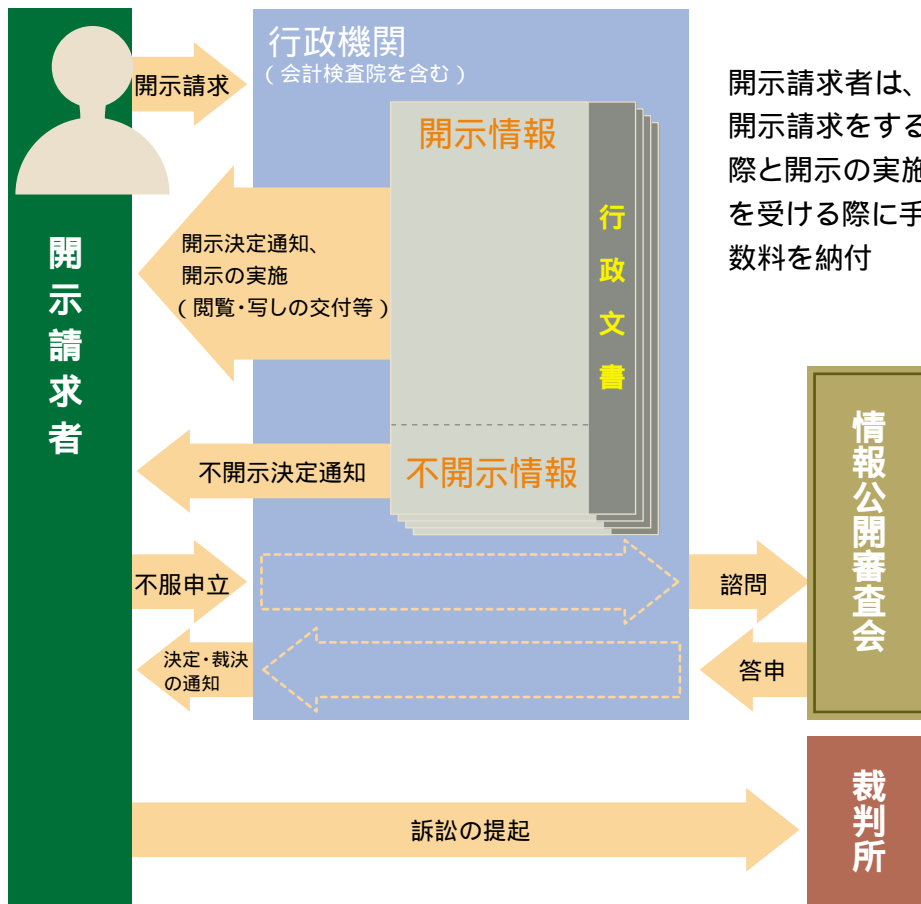 開示請求
行政機関
(会計検査院を含む)
開示請求者は、
開示請求をする
際と開示の実施
を受ける際に手
数料を納付
開示情報
行政文書
開示請求者
開示決定通知、
開示の実施
(閲覧・写しの交付等)
不開示決定通知
不開示情報
情報公開審査会
不服申立
諮問
決定・裁決
の通知
答申
訴訟の提起
裁判所